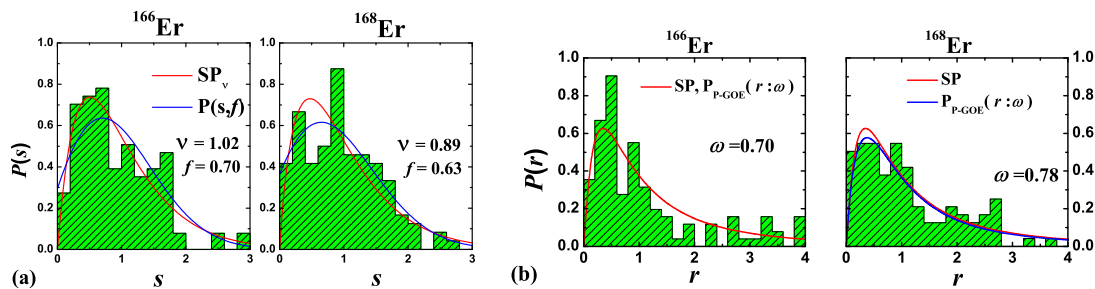 ¹⁶⁶Er
¹⁶⁸Er
SPν
P(s,f)
ν = 1.02
f = 0.70
ν = 0.89
f = 0.63
P(s)
1.0
0.8
0.6
0.4
0.2
0.0
0 1 2 3
0 1 2 3
s
s
(a)
¹⁶⁶Er
¹⁶⁸Er
SP, P_P-GOE(r:ω)
ω=0.70
SP
P_P-GOE(r:ω)
ω=0.78
P(r)
1.0
0.8
0.6
0.4
0.2
0.0
1.0
0.8
0.6
0.4
0.2
0.0
0 1 2 3 4
0 1 2 3 4
r
r
(b)